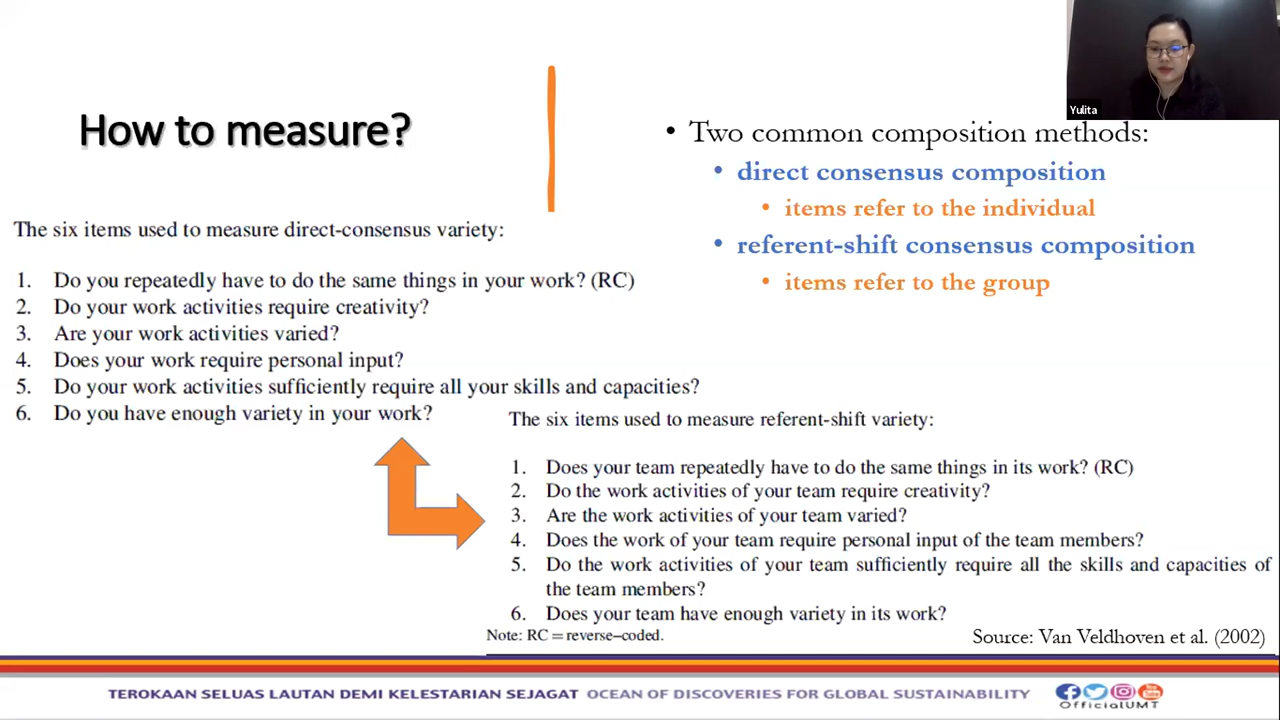 How to measure?
Yulita
• Two common composition methods:
• direct consensus composition
• items refer to the individual
• referent-shift consensus composition
• items refer to the group
The six items used to measure direct-consensus variety:
1. Do you repeatedly have to do the same things in your work? (RC)
2. Do your work activities require creativity?
3. Are your work activities varied?
4. Does your work require personal input?
5. Do your work activities sufficiently require all your skills and capacities?
6. Do you have enough variety in your work?
The six items used to measure referent-shift variety:
1. Does your team repeatedly have to do the same things in its work? (RC)
2. Do the work activities of your team require creativity?
3. Are the work activities of your team varied?
4. Does the work of your team require personal input of the team members?
5. Do the work activities of your team sufficiently require all the skills and capacities of
the team members?
6. Does your team have enough variety in its work?
Note: RC = reverse–coded.
Source: Van Veldhoven et al. (2002)
TEROKAAN SELUAS LAUTAN DEMI KELESTARIAN SEJAGAT OCEAN OF DISCOVERIES FOR GLOBAL SUSTAINABILITY
OfficialUMT